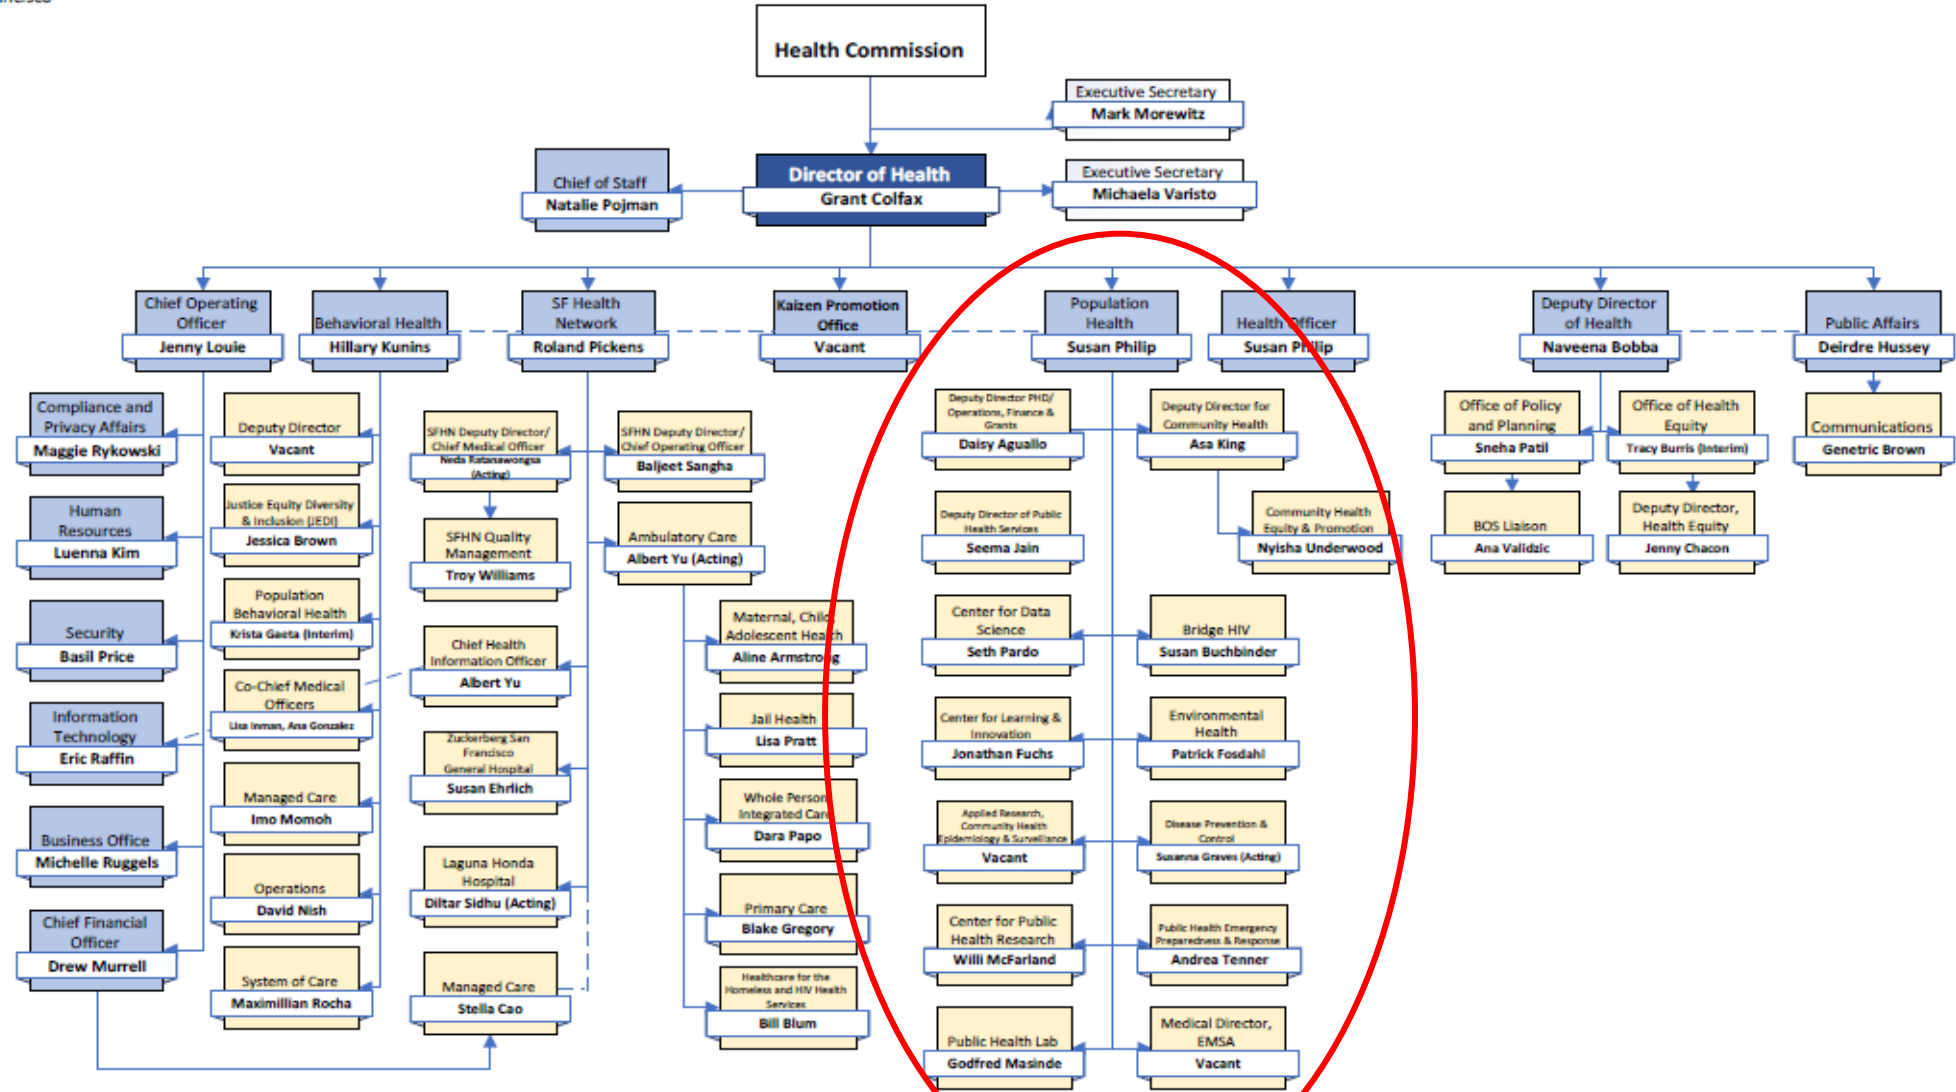 Health Commission
Executive Secretary
Mark Morewitz
Director of Health
Grant Colfax
Chief of Staff
Natalie Pojman
Executive Secretary
Michaela Varisto
Chief Operating
Officer
Jenny Louie
Behavioral Health
Hillary Kunins
SF Health
Network
Roland Pickens
Kaizen Promotion
Office
Vacant
Population
Health
Susan Philip
Health Officer
Susan Philip
Deputy Director
of Health
Naveena Bobba
Public Affairs
Deirdre Hussey
Compliance and
Privacy Affairs
Maggie Rykowski
Human
Resources
Luenna Kim
Security
Basil Price
Information
Technology
Eric Raffin
Business Office
Michelle Ruggels
Chief Financial
Officer
Drew Murrell
Deputy Director
Vacant
Justice Equity Diversity
& Inclusion (JEDI)
Jessica Brown
Population
Behavioral Health
Krista Gaeta (Interim)
Co-Chief Medical
Officers
Lisa Inman, Ana Gonzalez
Managed Care
Imo Momoh
Operations
David Nish
System of Care
Maximillian Rocha
SFHN Deputy Director/
Chief Medical Officer
Neda Ratanawongsa
(Acting)
SFHN Quality
Management
Troy Williams
Chief Health
Information Officer
Albert Yu
Zuckerberg San
Francisco
General Hospital
Susan Ehrlich
Laguna Honda
Hospital
Diltar Sidhu (Acting)
Managed Care
Stella Cao
SFHN Deputy Director/
Chief Operating Officer
Baljeet Sangha
Ambulatory Care
Albert Yu (Acting)
Maternal, Child,
Adolescent Health
Aline Armstrong
Jail Health
Lisa Pratt
Whole Person
Integrated Care
Dara Papo
Primary Care
Blake Gregory
Healthcare for the
Homeless and HIV Health
Services
Bill Blum
Deputy Director PHD/
Operations, Finance &
Grants
Daisy Aguallo
Deputy Director of Public
Health Services
Seema Jain
Center for Data
Science
Seth Pardo
Center for Learning &
Innovation
Jonathan Fuchs
Applied Research,
Community Health
Epidemiology & Surveillance
Vacant
Center for Public
Health Research
Willi McFarland
Public Health Lab
Godfred Masinde
Deputy Director for
Community Health
Asa King
Community Health
Equity & Promotion
Nyisha Underwood
Bridge HIV
Susan Buchbinder
Environmental
Health
Patrick Fosdahl
Disease Prevention &
Control
Susanna Graves (Acting)
Public Health Emergency
Preparedness & Response
Andrea Tenner
Medical Director,
EMSA
Vacant
Office of Policy
and Planning
Sneha Patil
BOS Liaison
Ana Validzic
Office of Health
Equity
Tracy Burris (Interim)
Deputy Director,
Health Equity
Jenny Chacon
Communications
Genetric Brown